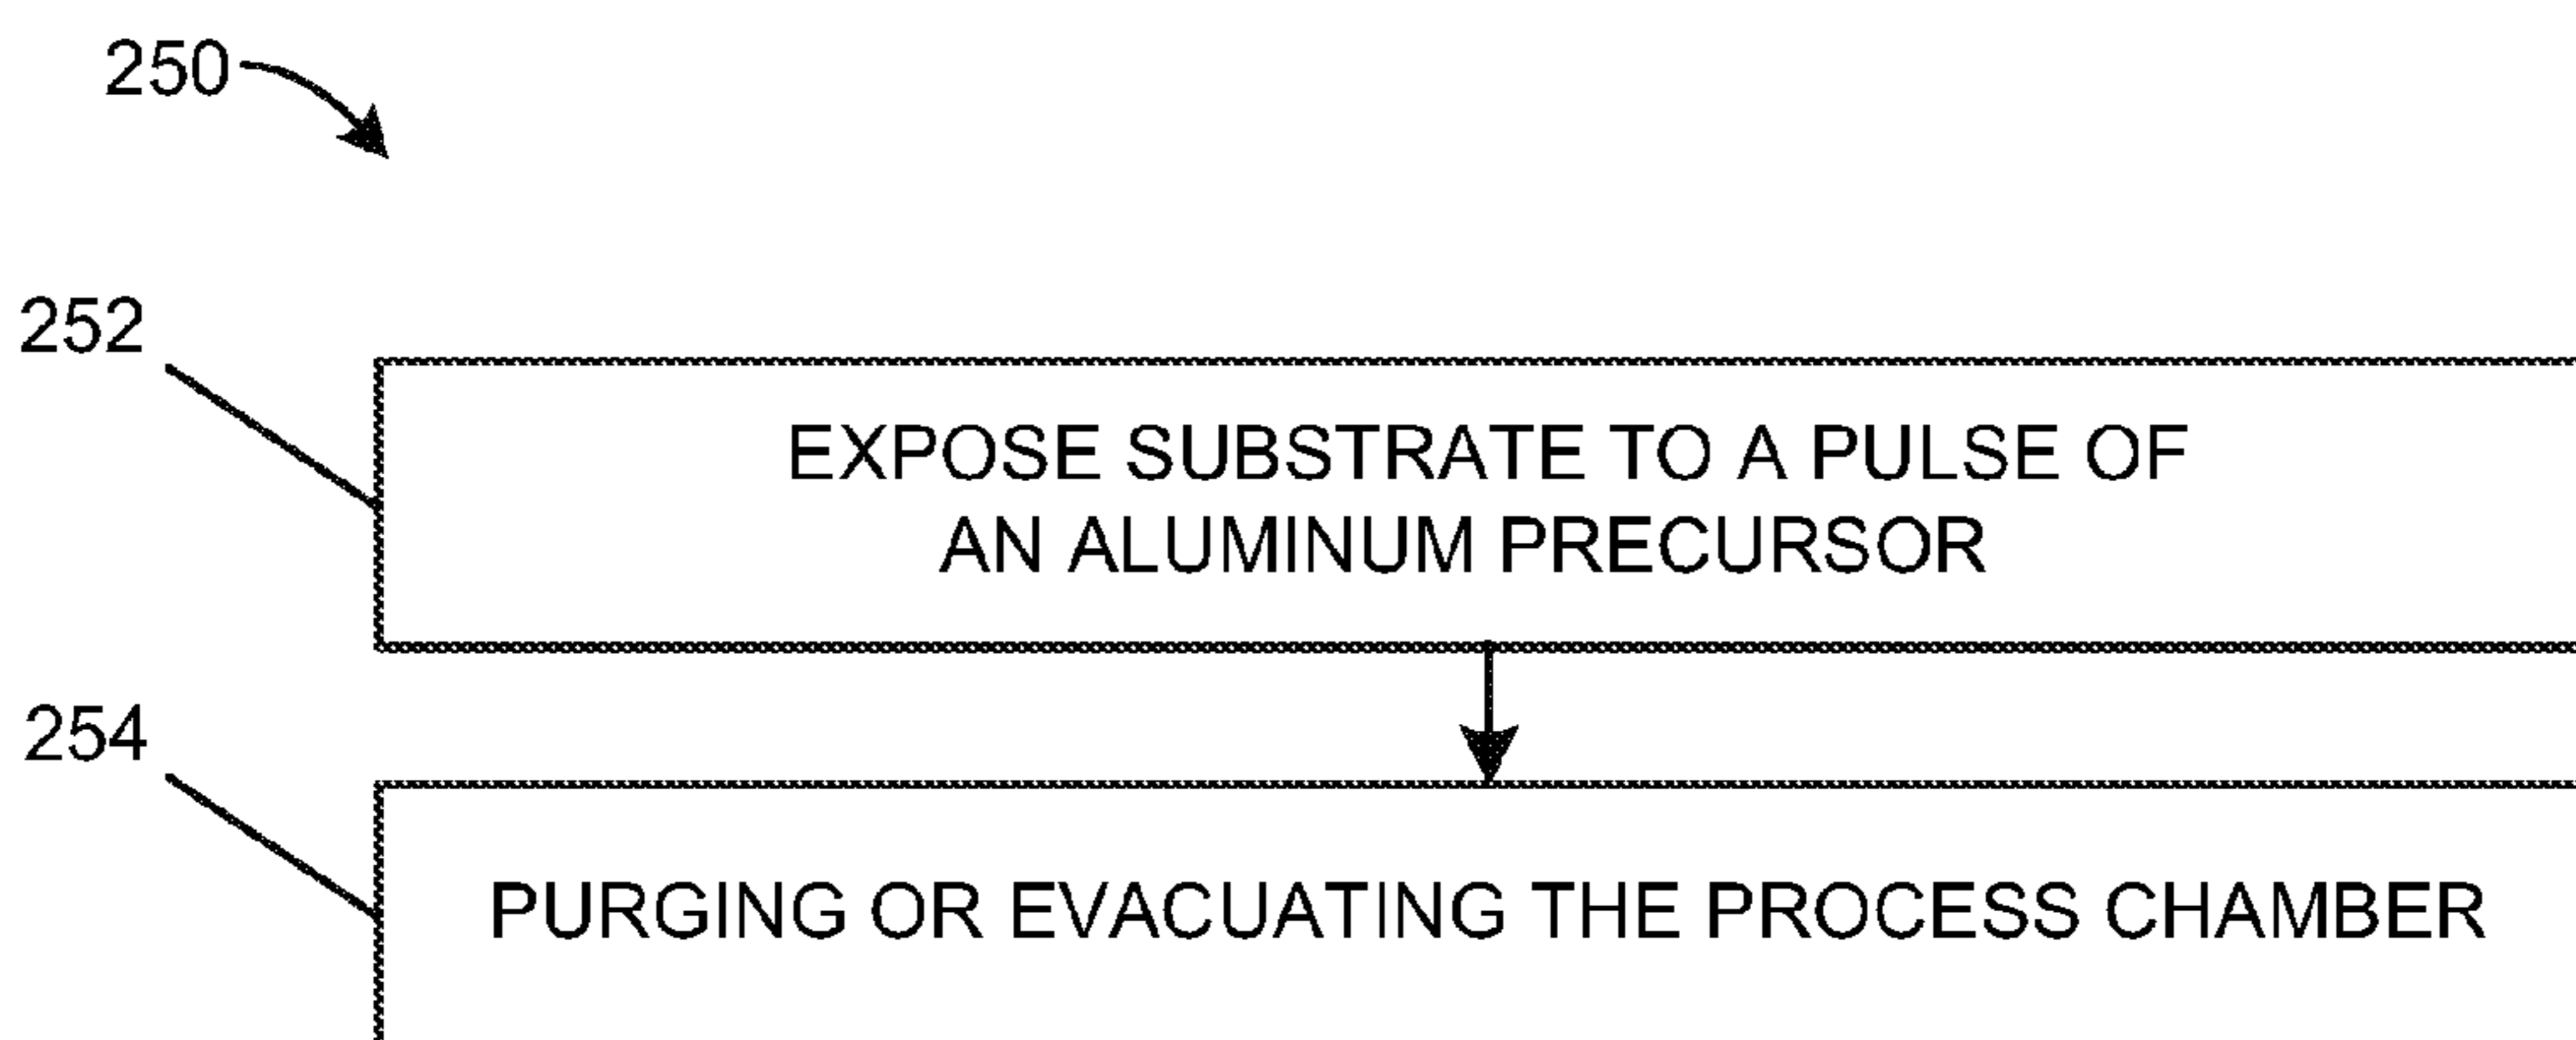 250
252
EXPOSE SUBSTRATE TO A PULSE OF
AN ALUMINUM PRECURSOR
254
PURGING OR EVACUATING THE PROCESS CHAMBER